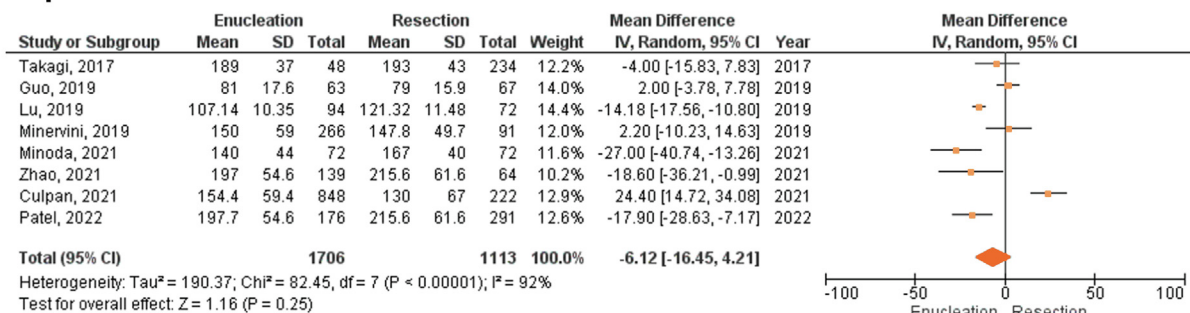 Enucleation Resection Mean Difference Mean Difference
Study or Subgroup Mean SD Total Mean SD Total Weight IV, Random, 95% CI Year IV, Random, 95% CI
Takagi, 2017 189 37 48 193 43 234 12.2% -4.00 [-15.83, 7.83] 2017
Guo, 2019 81 17.6 63 79 15.9 67 14.0% 2.00 [-3.78, 7.78] 2019
Lu, 2019 107.14 10.35 94 121.32 11.48 72 14.4% -14.18 [-17.56, -10.80] 2019
Minervini, 2019 150 59 266 147.8 49.7 91 12.0% 2.20 [-10.23, 14.63] 2019
Minoda, 2021 140 44 72 167 40 72 11.6% -27.00 [-40.74, -13.26] 2021
Zhao, 2021 197 54.6 139 215.6 61.6 64 10.2% -18.60 [-36.21, -0.99] 2021
Culpan, 2021 154.4 59.4 848 130 67 222 12.9% 24.40 [14.72, 34.08] 2021
Patel, 2022 197.7 54.6 176 215.6 61.6 291 12.6% -17.90 [-28.63, -7.17] 2022
Total (95% CI) 1706 1113 100.0% -6.12 [-16.45, 4.21]
Heterogeneity: Tau² = 190.37; Chi² = 82.45, df = 7 (P < 0.00001); I² = 92%
Test for overall effect: Z = 1.16 (P = 0.25)
-100 -50 0 50 100
Enucleation Resection